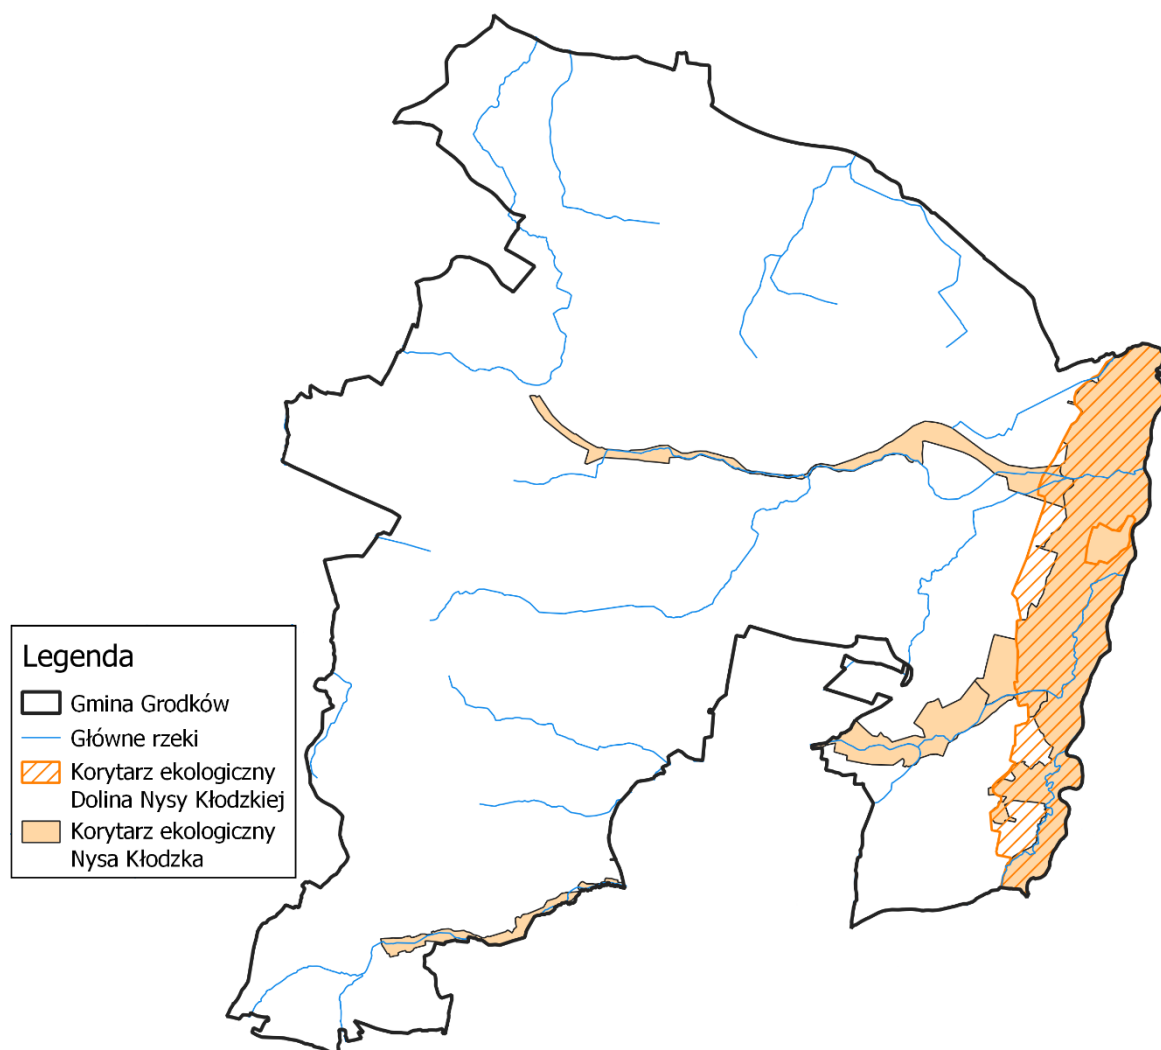 Legenda
Gmina Grodków
Główne rzeki
Korytarz ekologiczny
Dolina Nysy Kłodzkiej
Korytarz ekologiczny
Nysa Kłodzka